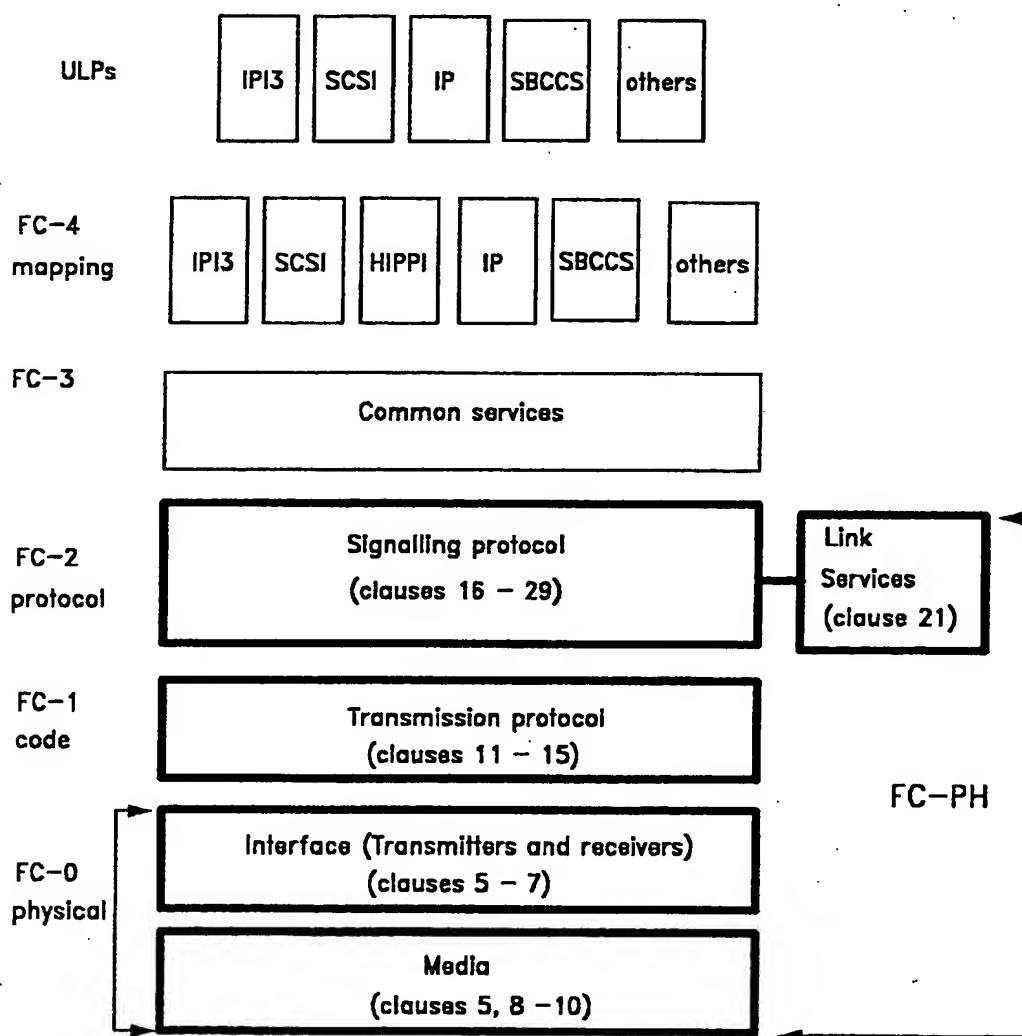 ULPs
IPI3 SCSI IP SBCCS others
FC-4
mapping
IPI3 SCSI HIPPI IP SBCCS others
FC-3
Common services
FC-2
protocol
Signalling protocol
(clauses 16 - 29)
Link
Services
(clause 21)
FC-1
code
Transmission protocol
(clauses 11 - 15)
FC-PH
FC-0
physical
Interface (Transmitters and receivers)
(clauses 5 - 7)
Media
(clauses 5, 8 -10)